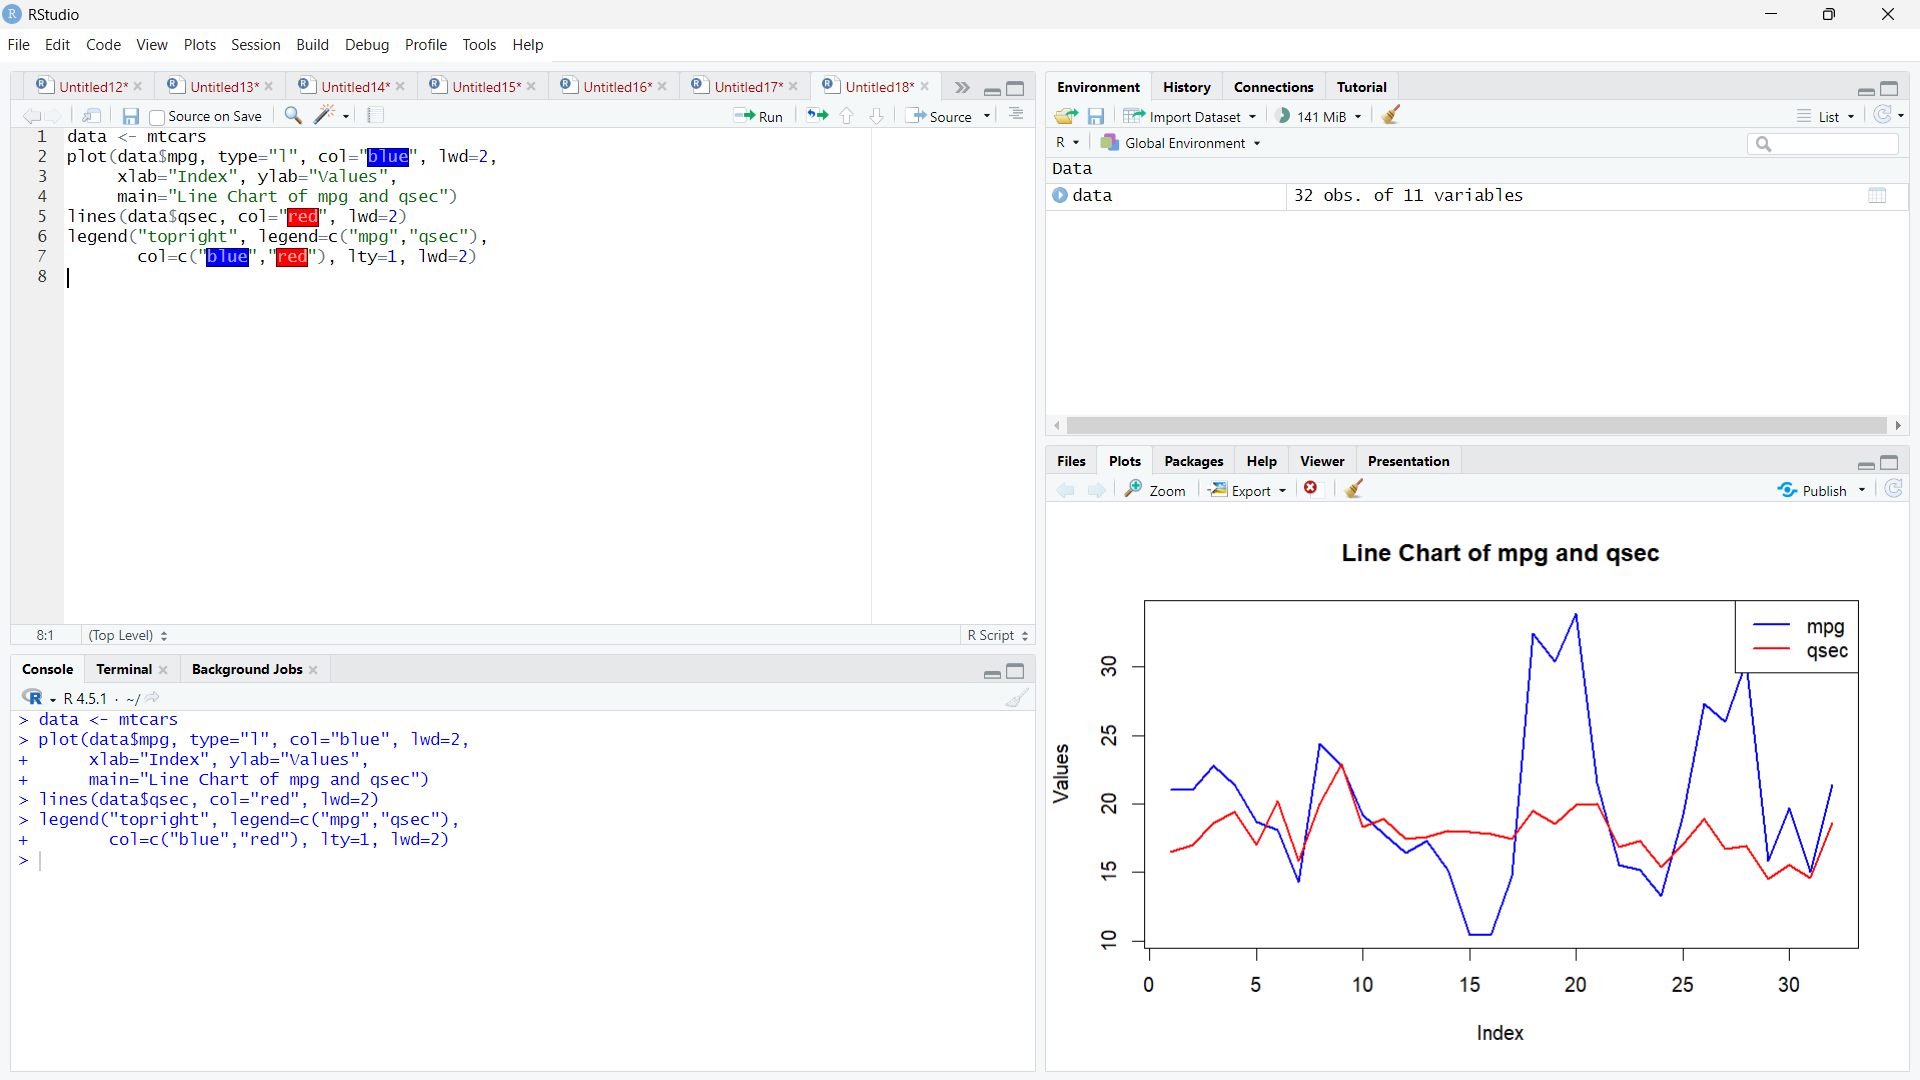 RStudio
File Edit Code View Plots Session Build Debug Profile Tools Help
Untitled12* Untitled13* Untitled14* Untitled15* Untitled16* Untitled17* Untitled18*
Source on Save Run Source
1 data <- mtcars
2 plot(data$mpg, type="l", col="blue", lwd=2,
3 xlab="Index", ylab="Values",
4 main="Line Chart of mpg and qsec")
5 lines(data$qsec, col="red", lwd=2)
6 legend("topright", legend=c("mpg","qsec"),
7 col=c("blue","red"), lty=1, lwd=2)
8
8:1 (Top Level) R Script
Console Terminal Background Jobs
R 4.5.1 · ~/
> data <- mtcars
> plot(data$mpg, type="l", col="blue", lwd=2,
+ xlab="Index", ylab="Values",
+ main="Line Chart of mpg and qsec")
> lines(data$qsec, col="red", lwd=2)
> legend("topright", legend=c("mpg","qsec"),
+ col=c("blue","red"), lty=1, lwd=2)
>
Environment History Connections Tutorial
Import Dataset 141 MiB List
R Global Environment
Data
data 32 obs. of 11 variables
Files Plots Packages Help Viewer Presentation
Zoom Export Publish
Line Chart of mpg and qsec
mpg
qsec
Values
30
25
20
15
10
0 5 10 15 20 25 30
Index